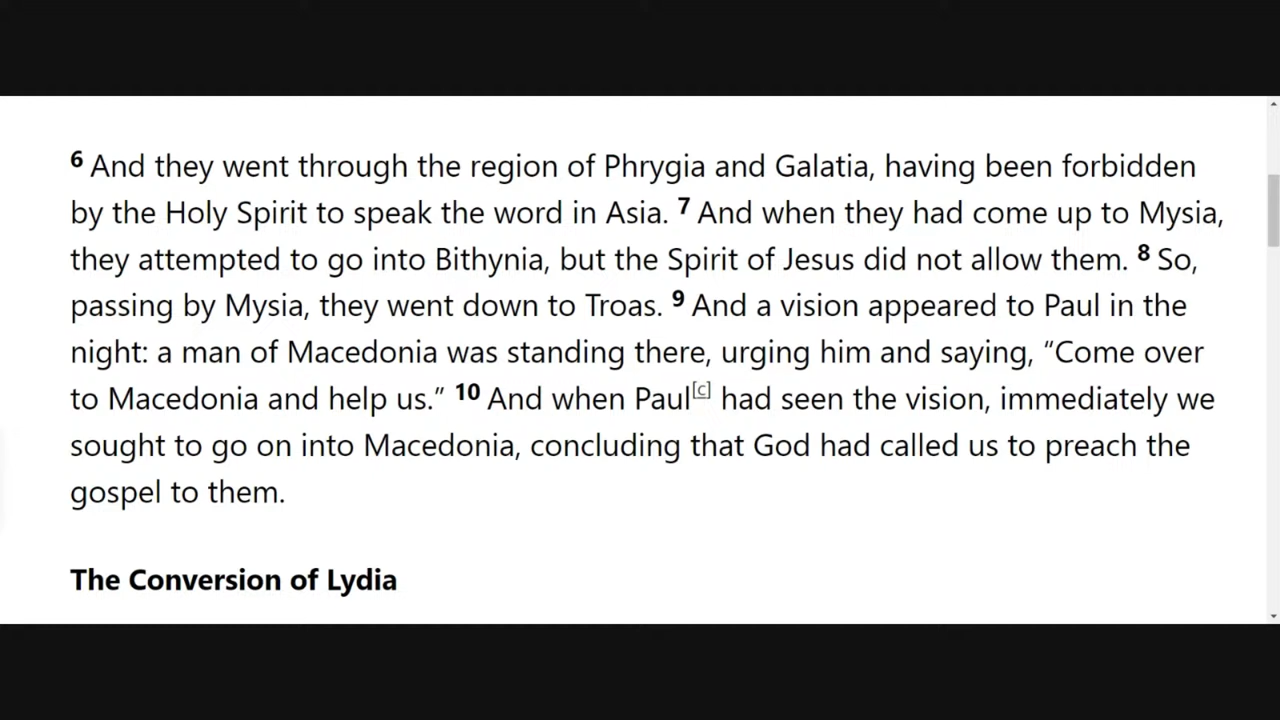 6 And they went through the region of Phrygia and Galatia, having been forbidden
by the Holy Spirit to speak the word in Asia. 7 And when they had come up to Mysia,
they attempted to go into Bithynia, but the Spirit of Jesus did not allow them. 8 So,
passing by Mysia, they went down to Troas. 9 And a vision appeared to Paul in the
night: a man of Macedonia was standing there, urging him and saying, “Come over
to Macedonia and help us.” 10 And when Paul[c] had seen the vision, immediately we
sought to go on into Macedonia, concluding that God had called us to preach the
gospel to them.
The Conversion of Lydia